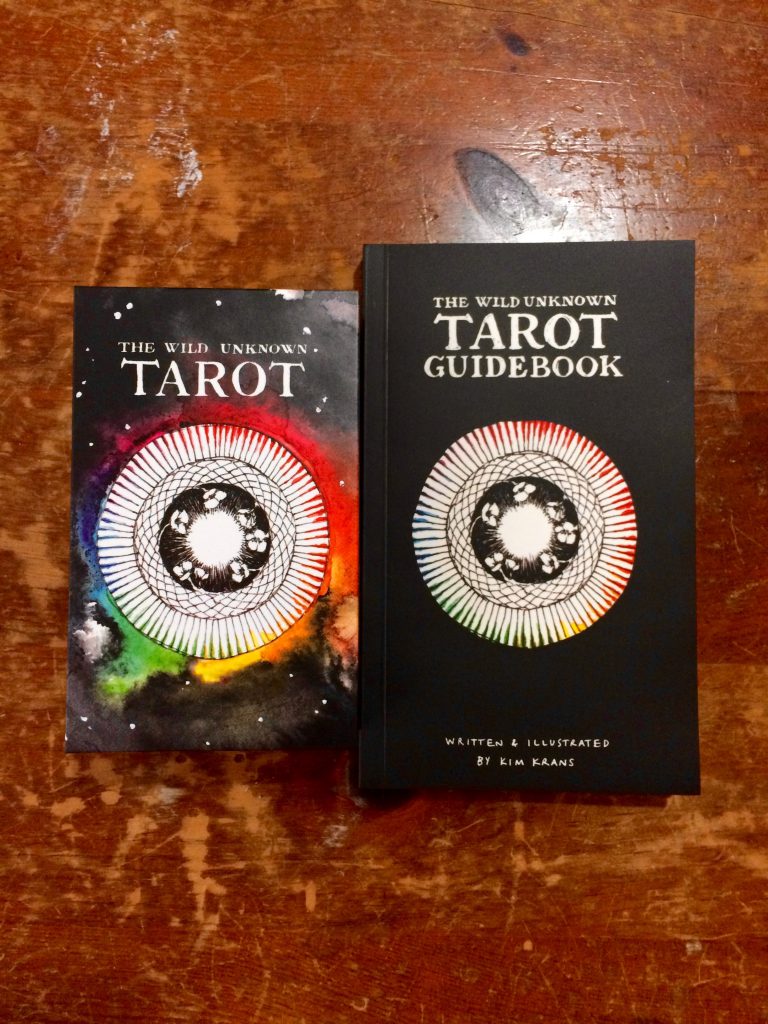 THE WILD UNKNOWN
TAROT
THE WILD UNKNOWN
TAROT
GUIDEBOOK
WRITTEN & ILLUSTRATED
BY KIM KRANS